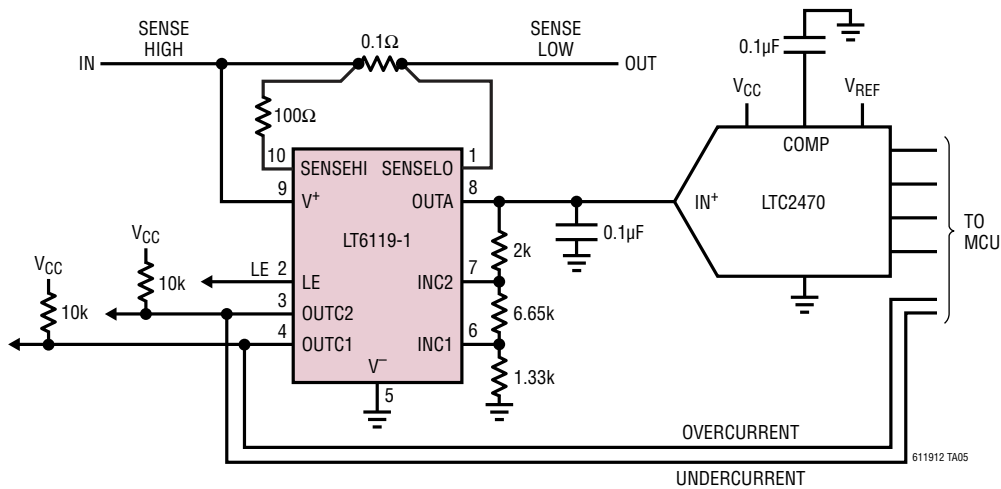 SENSE
HIGH
0.1Ω
SENSE
LOW
IN
OUT
0.1µF
100Ω
VCC
VREF
COMP
10
SENSEHI
SENSELO
1
9
V+
OUTA
8
IN+
LTC2470
LT6119-1
0.1µF
TO
MCU
VCC
VCC
10k
10k
LE
2
LE
INC2
7
2k
3
OUTC2
4
OUTC1
INC1
6
6.65k
1.33k
V–
5
OVERCURRENT
UNDERCURRENT
611912 TA05